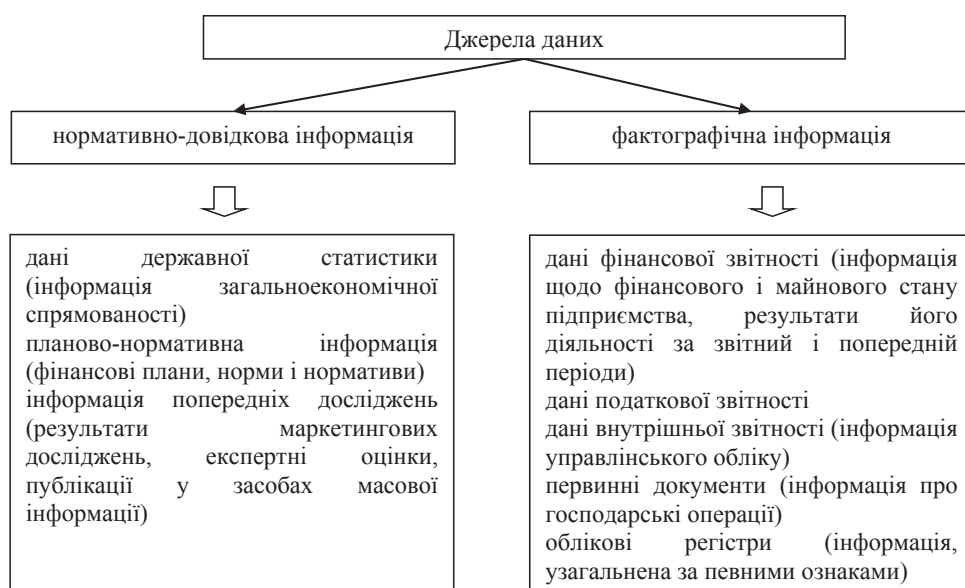 Джерела даних
нормативно-довідкова інформація
фактографічна інформація
дані державної статистики
(інформація загальноекономічної
спрямованості)
планово-нормативна інформація
(фінансові плани, норми і нормативи)
інформація попередніх досліджень
(результати маркетингових
досліджень, експертні оцінки,
публікації у засобах масової
інформації)
дані фінансової звітності (інформація
щодо фінансового і майнового стану
підприємства, результати його
діяльності за звітний і попередній
періоди)
дані податкової звітності
дані внутрішньої звітності (інформація
управлінського обліку)
первинні документи (інформація про
господарські операції)
облікові регістри (інформація,
узагальнена за певними ознаками)